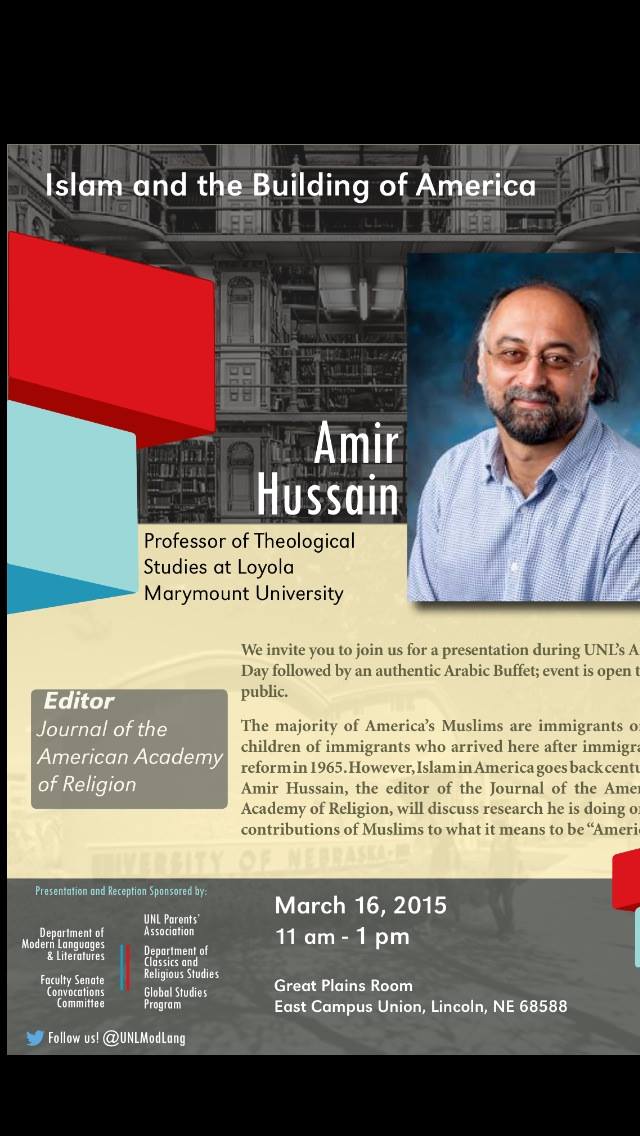 Islam and the Building of America
Amir
Hussain
Professor of Theological
Studies at Loyola
Marymount University
We invite you to join us for a presentation during UNL's
Day followed by an authentic Arabic Buffet; event is open
public.
Editor
Journal of the
American Academy
of Religion
The majority of America's Muslims are immigrants
children of immigrants who arrived here after
reform in 1965. However, Islam in America goes back
Amir Hussain, the editor of the Journal of the
Academy of Religion, will discuss research he is doing
contributions of Muslims to what it means to be
UNIVERSITY OF NEBRASKA
Presentation and Reception Sponsored by:
Department of
Modern Languages
& Literatures
Faculty Senate
Convocations
Committee
UNL Parents'
Association
Department of
Classics and
Religious Studies
Global Studies
Program
Follow us! @UNLModLang
March 16, 2015
11 am - 1 pm
Great Plains Room
East Campus Union, Lincoln, NE 68588